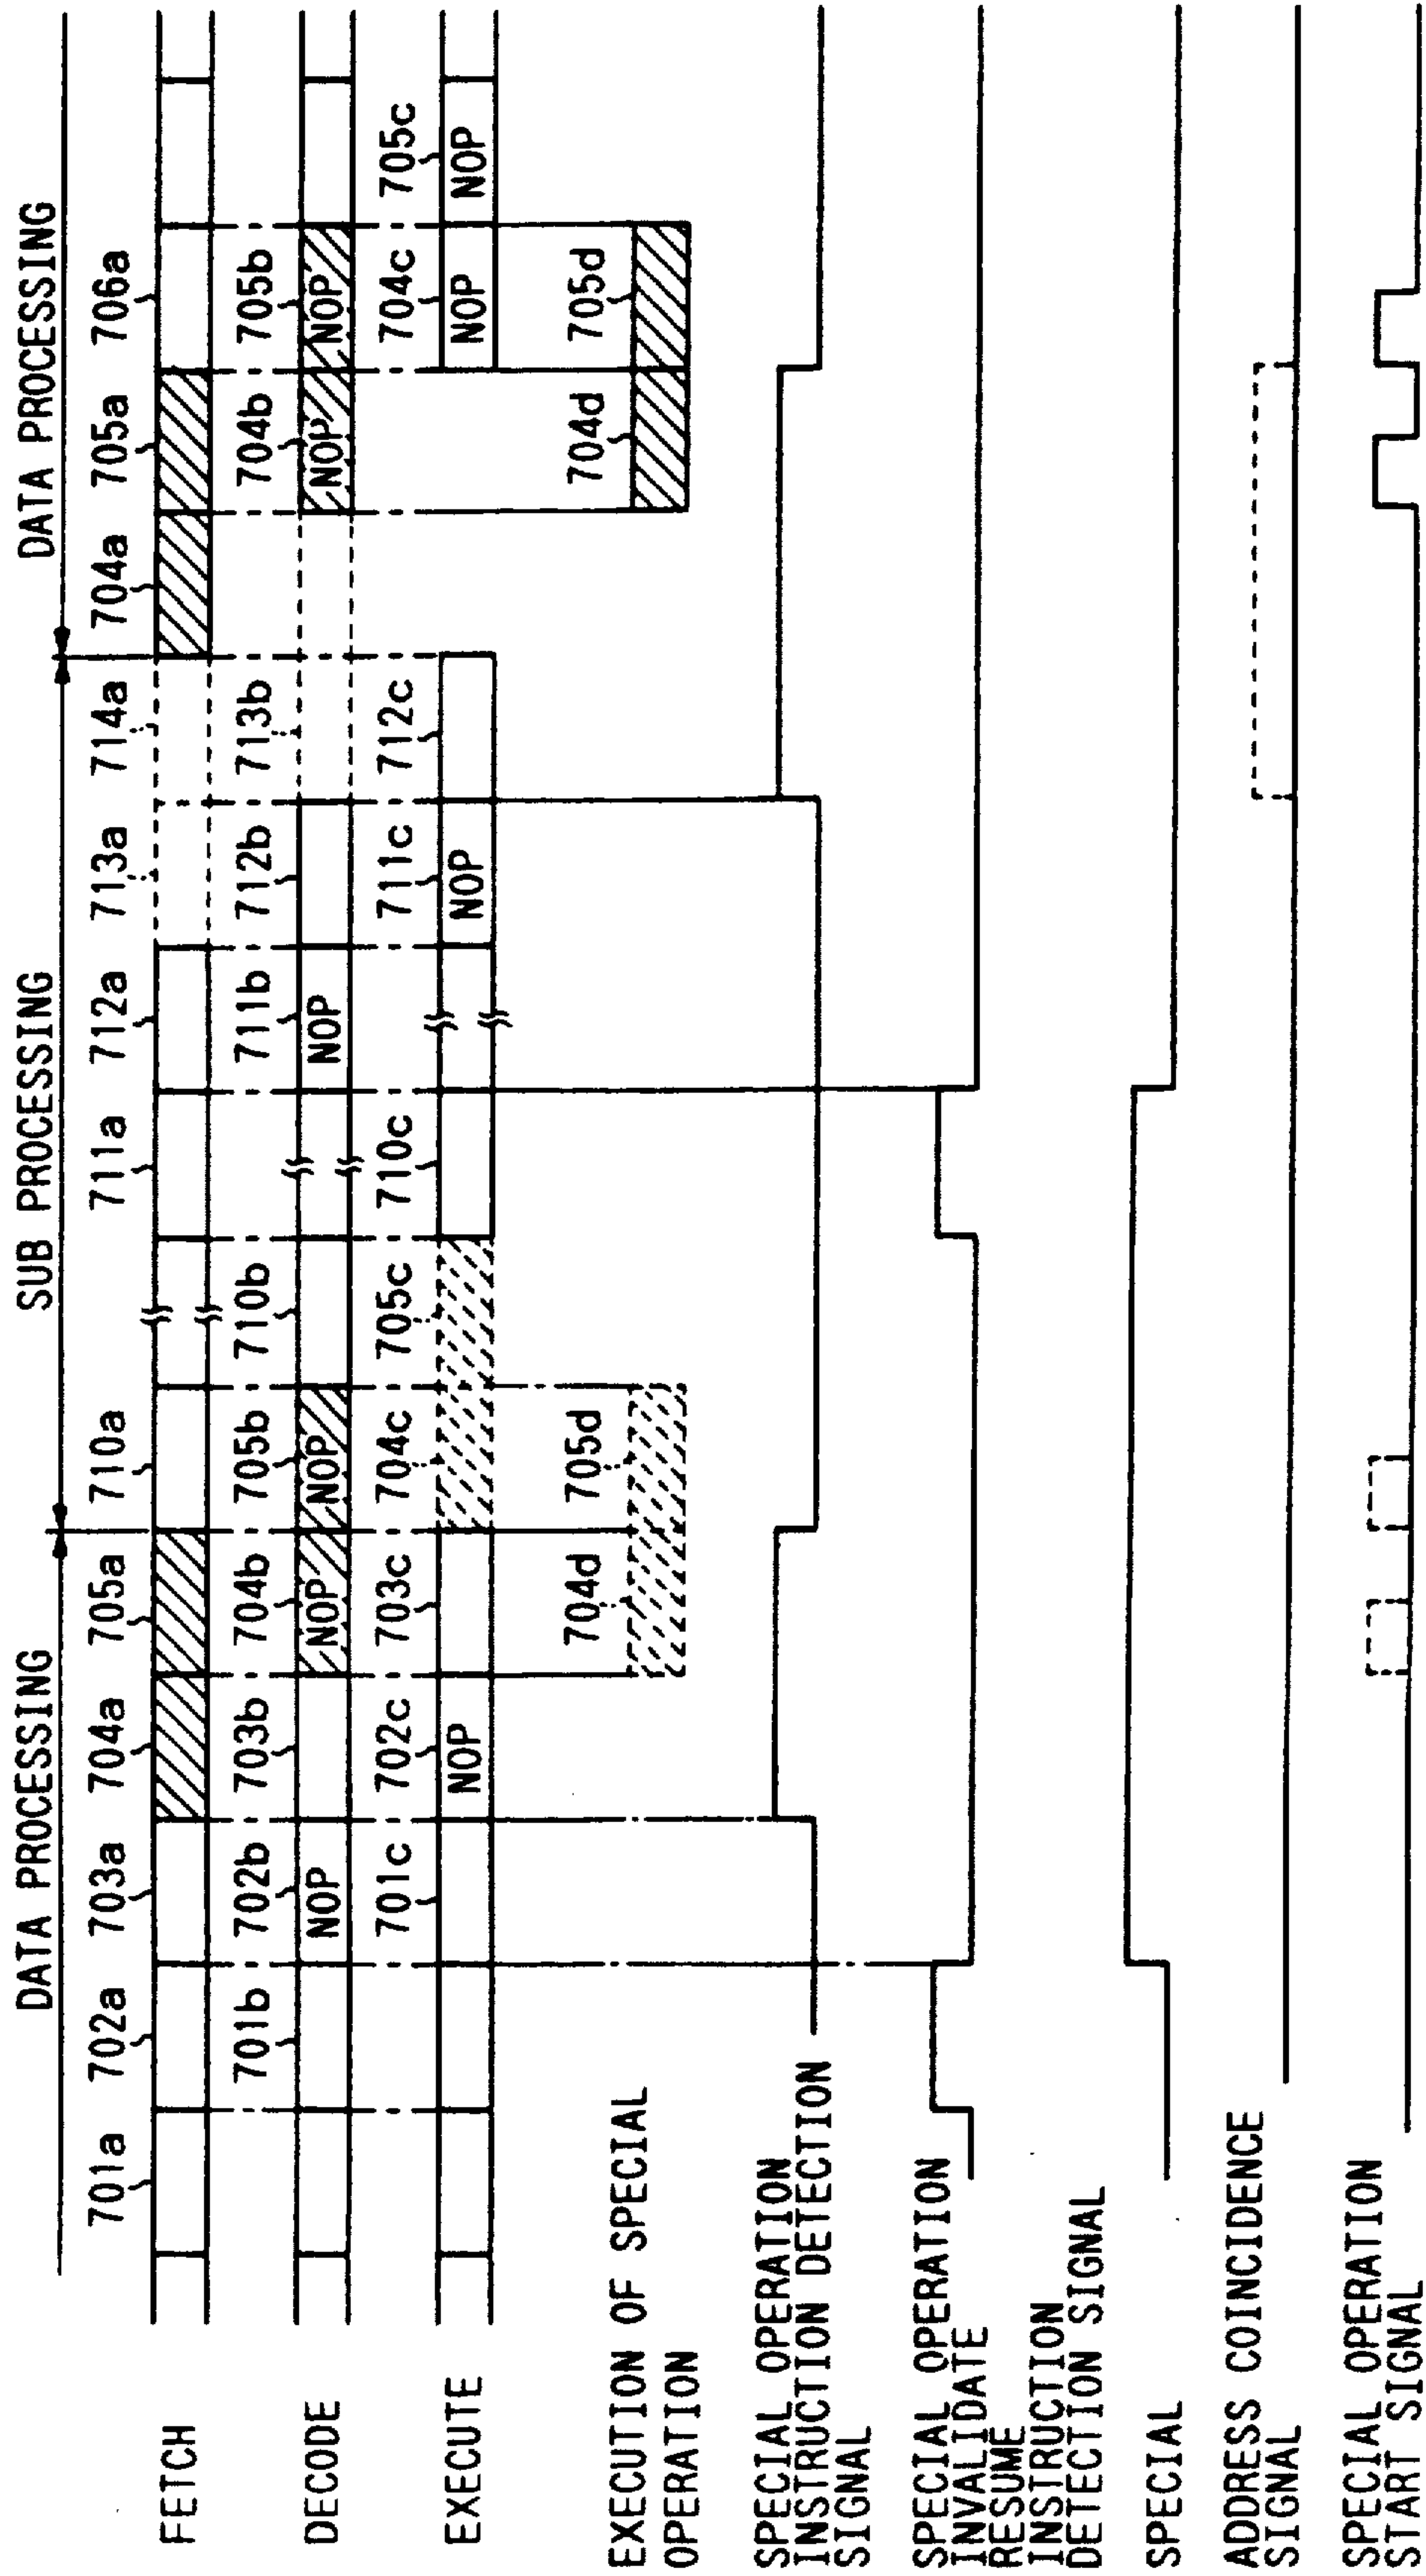 DATA PROCESSING
SUB PROCESSING
DATA PROCESSING
FETCH
701a
702a
703a
704a
705a
710a
711a
712a
713a
714a
704a
705a
706a
DECODE
701b
702b
703b
704b
705b
710b
711b
712b
713b
704b
705b
NOP
NOP
NOP
NOP
NOP
NOP
EXECUTE
701c
702c
703c
704c
705c
710c
711c
712c
704c
705c
NOP
NOP
NOP
NOP
EXECUTION OF SPECIAL
OPERATION
704d
705d
704d
705d
SPECIAL OPERATION
INSTRUCTION DETECTION
SIGNAL
SPECIAL OPERATION
INVALIDATE
RESUME
INSTRUCTION
DETECTION SIGNAL
SPECIAL
ADDRESS COINCIDENCE
SIGNAL
SPECIAL OPERATION
START SIGNAL